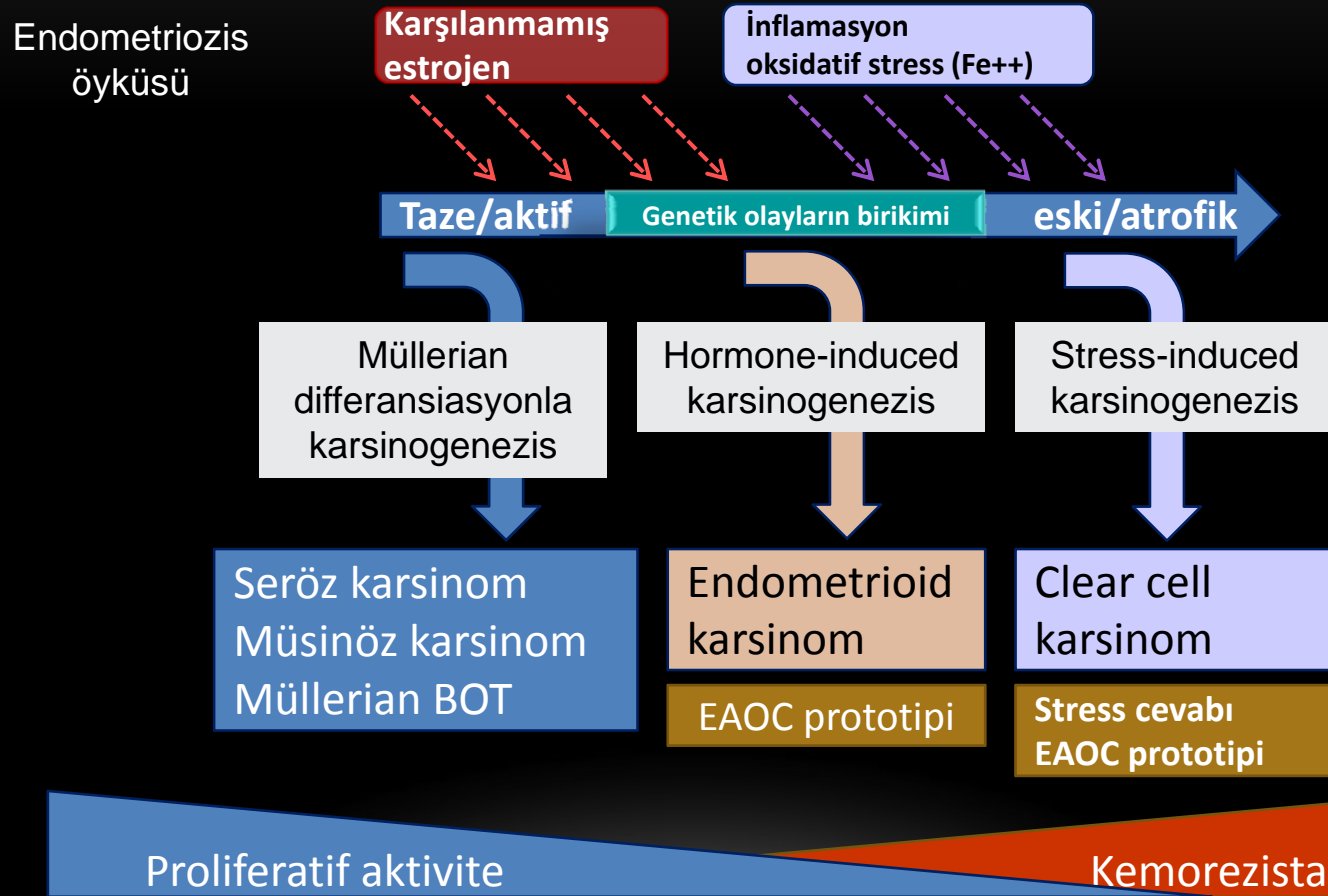 Endometriozis
öyküsü
Karşılanmamış
estrojen
İnflamasyon
oksidatif stress (Fe++)
Taze/aktif
Genetik olayların birikimi
eski/atrofik
Müllerian
differansiasyonla
karsinogenezis
Hormone-induced
karsinogenezis
Stress-induced
karsinogenezis
Seröz karsinom
Müsinöz karsinom
Müllerian BOT
Endometrioid
karsinom
Clear cell
karsinom
EAOC prototipi
Stress cevabı
EAOC prototipi
Proliferatif aktivite
Kemorezista